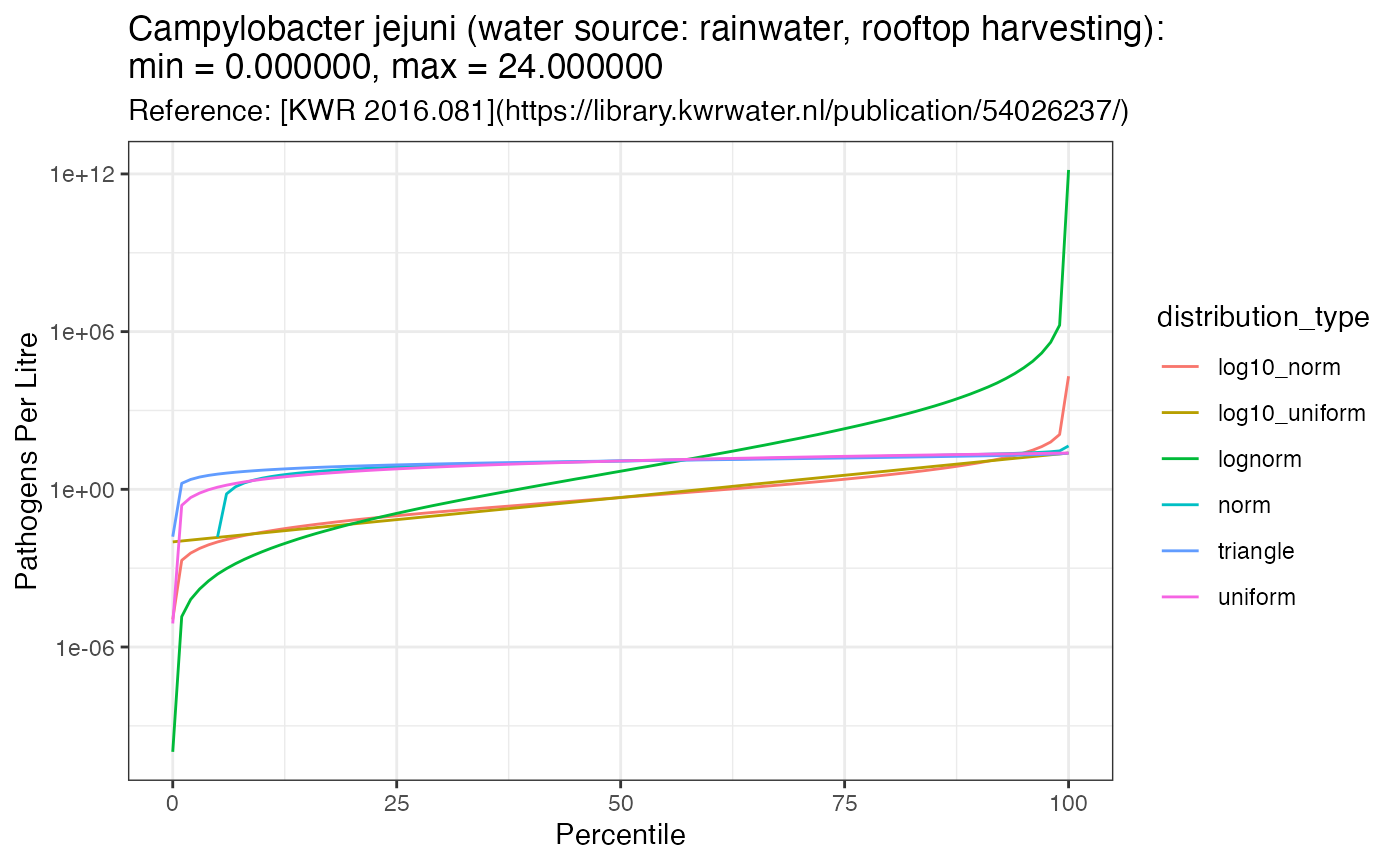 Campylobacter jejuni (water source: rainwater, rooftop harvesting):
min = 0.000000, max = 24.000000
Reference: [KWR 2016.081](https://library.kwrwater.nl/publication/54026237/)
Pathogens Per Litre
1e+12
1e+06
1e+00
1e-06
0
25
50
75
100
Percentile
distribution_type
log10_norm
log10_uniform
lognorm
norm
triangle
uniform